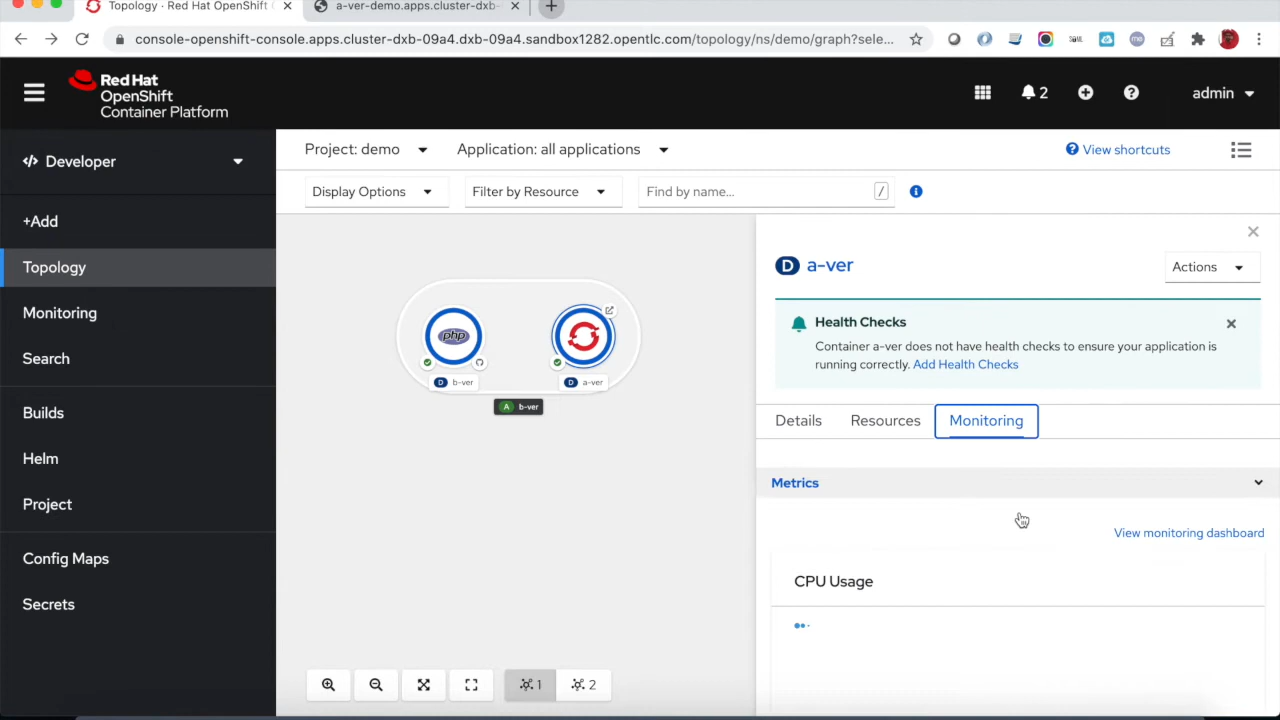 Topology · Red Hat OpenShift C
a-ver-demo.apps.cluster-dxb-
console-openshift-console.apps.cluster-dxb-09a4.dxb-09a4.sandbox1282.opentlc.com/topology/ns/demo/graph?sele...
Red Hat
OpenShift
Container Platform
2
admin
Developer
Project: demo
Application: all applications
View shortcuts
Display Options
Filter by Resource
Find by name...
/
+Add
Topology
Monitoring
Search
Builds
Helm
Project
Config Maps
Secrets
php
D b-ver
D a-ver
A b-ver
1
2
D a-ver
Actions
Health Checks
Container a-ver does not have health checks to ensure your application is
running correctly. Add Health Checks
Details
Resources
Monitoring
Metrics
View monitoring dashboard
CPU Usage